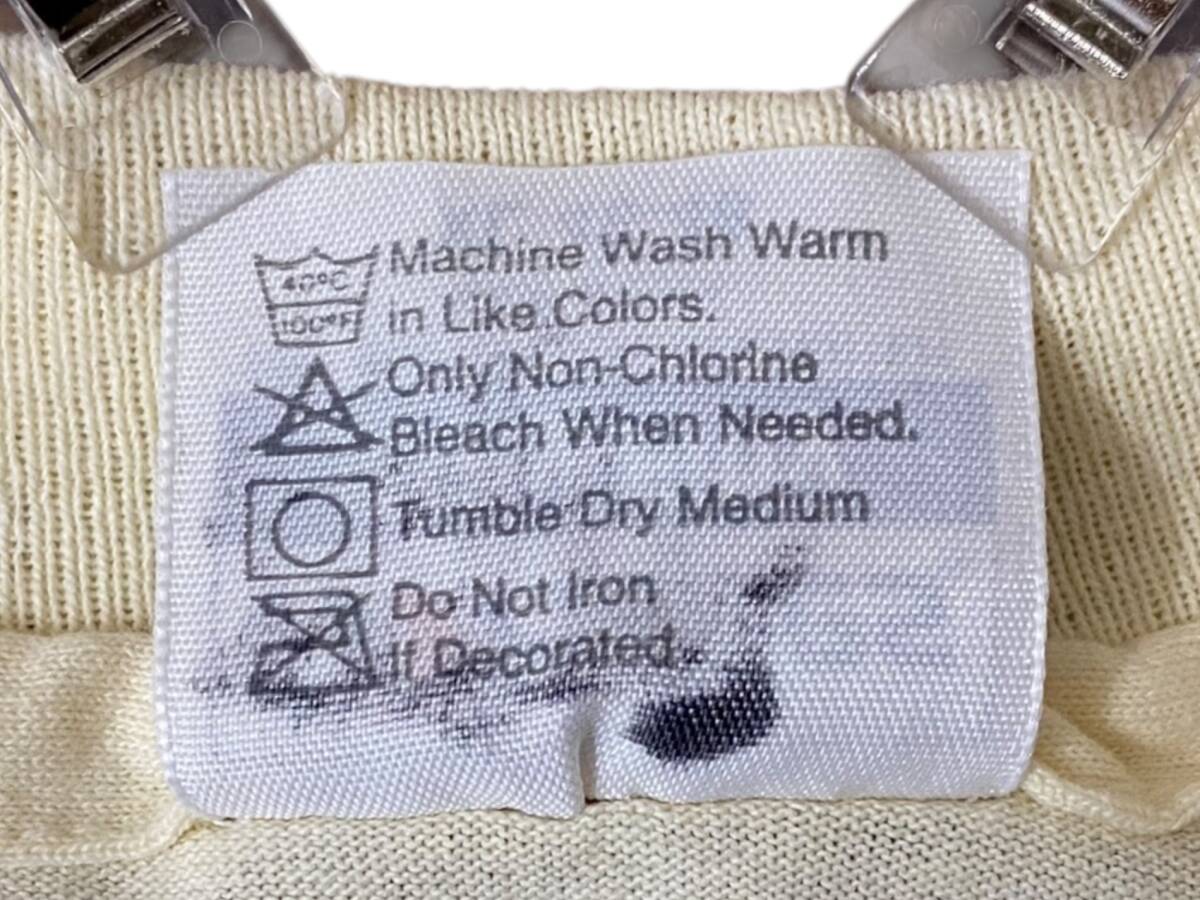 40°C
100°F
Machine Wash Warm
in Like Colors.
Only Non-Chlorine
Bleach When Needed.
Tumble Dry Medium
Do Not Iron
If Decorated.